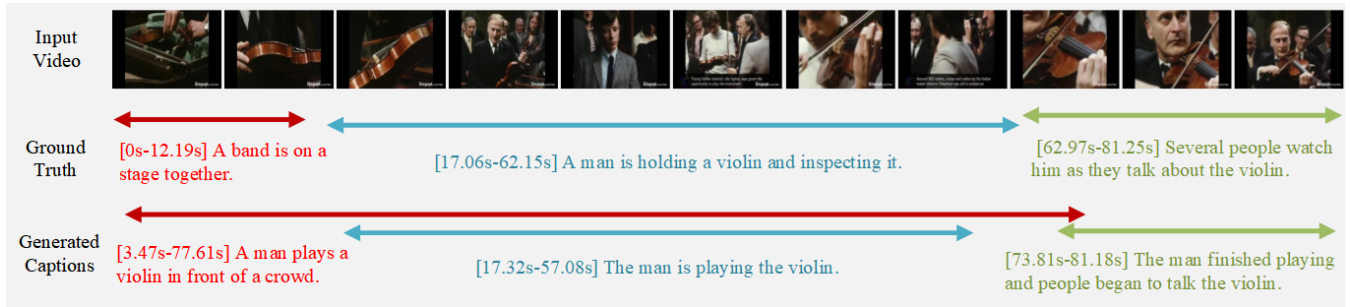 Input
Video
Ground
Truth
[0s-12.19s] A band is on a
stage together.
[17.06s-62.15s] A man is holding a violin and inspecting it.
[62.97s-81.25s] Several people watch
him as they talk about the violin.
Generated
Captions
[3.47s-77.61s] A man plays a
violin in front of a crowd.
[17.32s-57.08s] The man is playing the violin.
[73.81s-81.18s] The man finished playing
and people began to talk the violin.